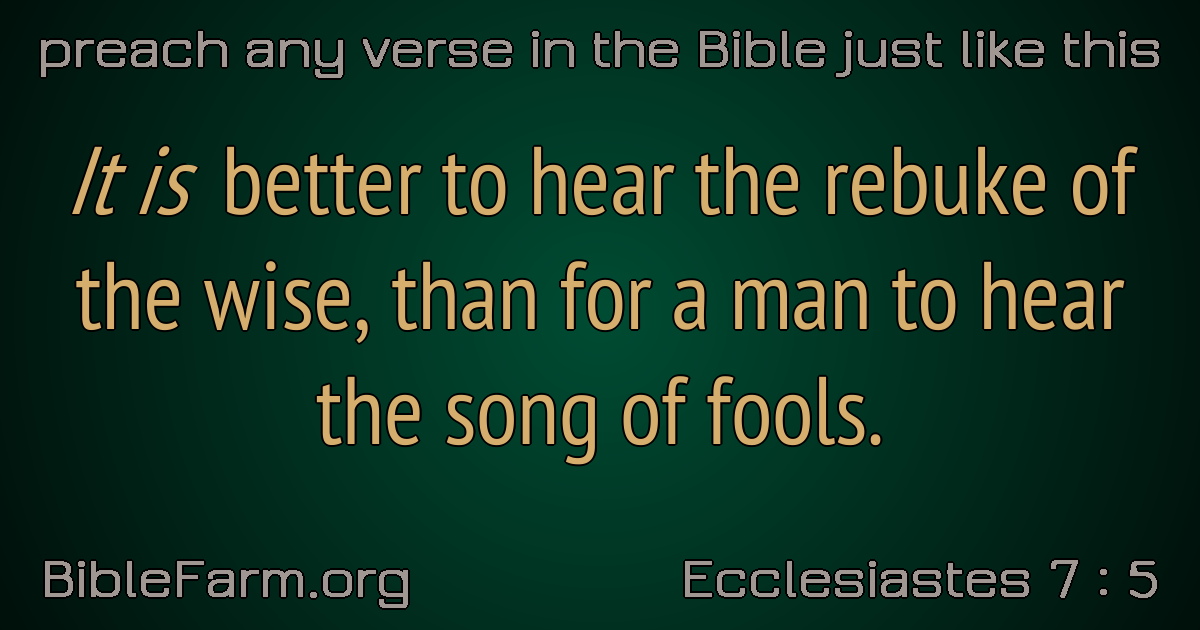 preach any verse in the Bible just like this
It is better to hear the rebuke of
the wise, than for a man to hear
the song of fools.
BibleFarm.org
Ecclesiastes 7 : 5